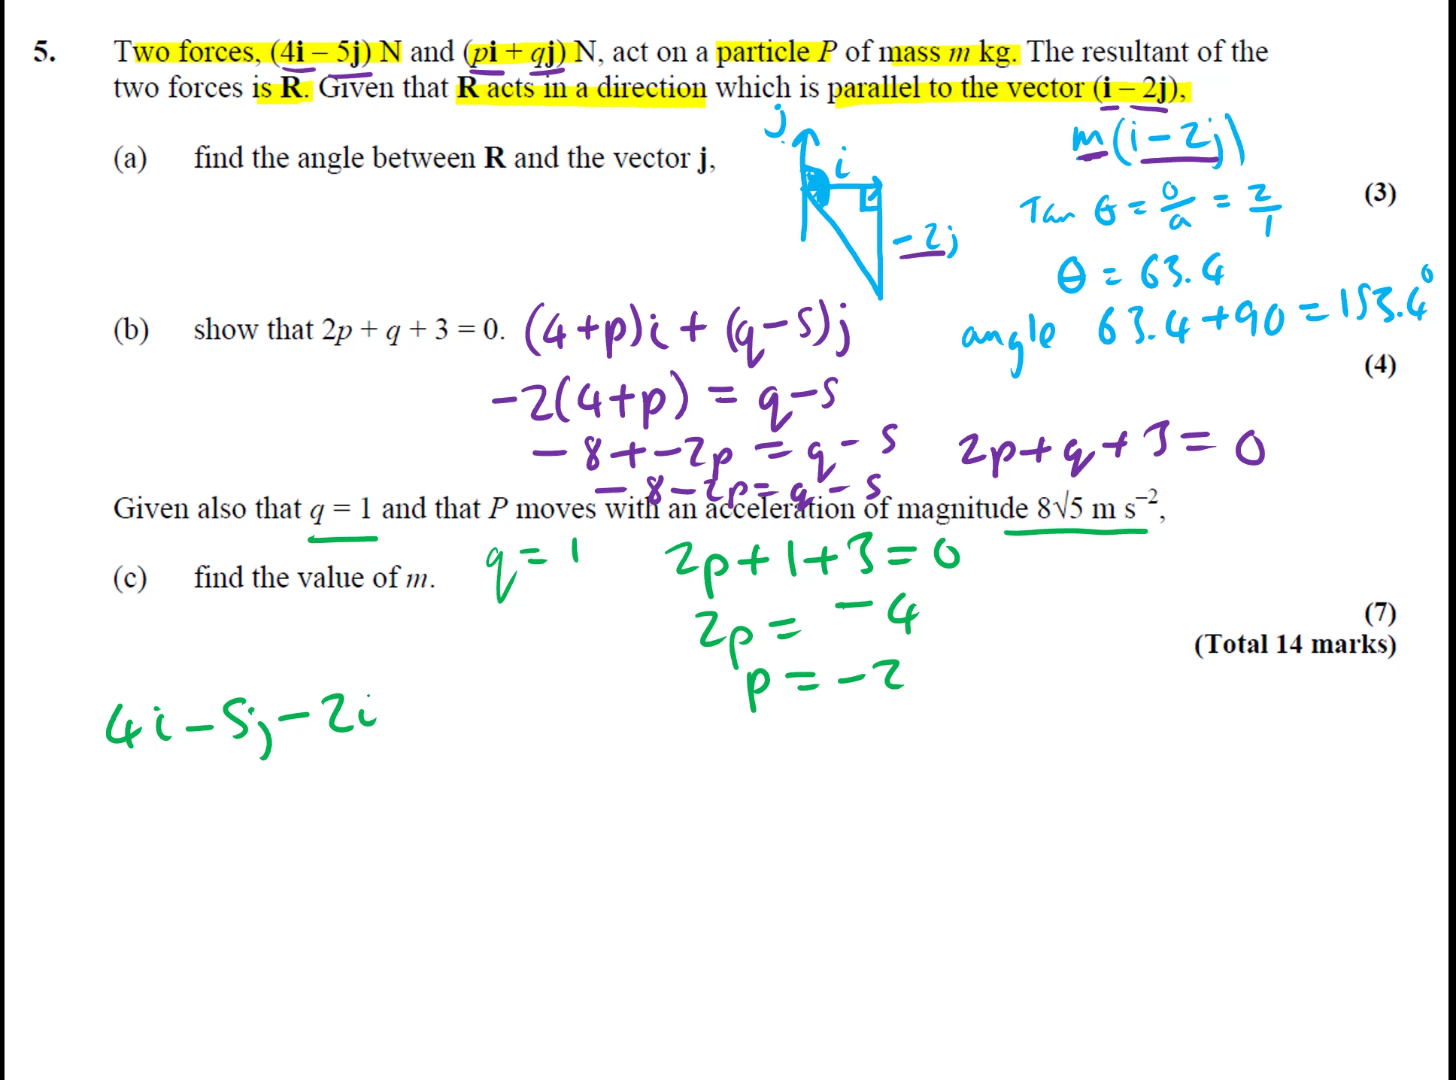 5. Two forces, (4i – 5j) N and (pi + qj) N, act on a particle P of mass m kg. The resultant of the
two forces is R. Given that R acts in a direction which is parallel to the vector (i – 2j),
(a) find the angle between R and the vector j,
(3)
j
i
-2j
m(i-2j)
Tan θ = o/a = 2/1
θ = 63.4
angle 63.4+90 = 153.4°
(b) show that 2p + q + 3 = 0.
(4)
(4+p)i + (q-5)j
-2(4+p) = q-5
-8+-2p = q-5
-8-2p=q-5
2p+q+3=0
Given also that q = 1 and that P moves with an acceleration of magnitude 8√5 m s⁻²,
(c) find the value of m.
(7)
(Total 14 marks)
q=1
2p+1+3=0
2p = -4
p = -2
4i-5j-2i